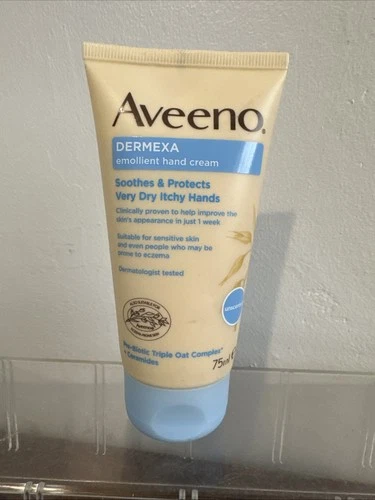 Aveeno
DERMEXA
emollient hand cream
Soothes & Protects
Very Dry Itchy Hands
Clinically proven to help improve the
skin's appearance in just 1 week
Suitable for sensitive skin
and even people who may be
prone to eczema
Dermatologist tested
Pre-Biotic Triple Oat Complex*
+ Ceramides
75ml e